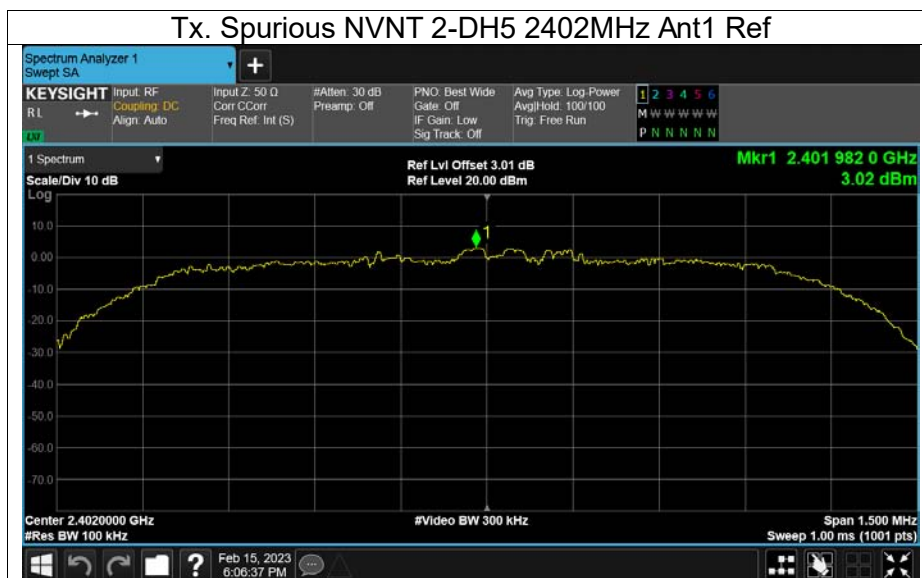 Tx. Spurious NVNT 2-DH5 2402MHz Ant1 Ref
Spectrum Analyzer 1
Swept SA
+
KEYSIGHT Input: RF Input Z: 50 Ω #Atten: 30 dB PNO: Best Wide Avg Type: Log-Power 1 2 3 4 5 6
RL Coupling: DC Corr CCorr Preamp: Off Gate: Off Avg|Hold: 100/100 M W W W W W W
Align: Auto Freq Ref: Int (S) IF Gain: Low Trig: Free Run
LXI Sig Track: Off P N N N N N N
1 Spectrum Ref Lvl Offset 3.01 dB Mkr1 2.401 982 0 GHz
Scale/Div 10 dB Ref Level 20.00 dBm 3.02 dBm
Log
10.0
1
0.00
-10.0
-20.0
-30.0
-40.0
-50.0
-60.0
-70.0
Center 2.4020000 GHz #Video BW 300 kHz Span 1.500 MHz
#Res BW 100 kHz Sweep 1.00 ms (1001 pts)
? Feb 15, 2023
6:06:37 PM